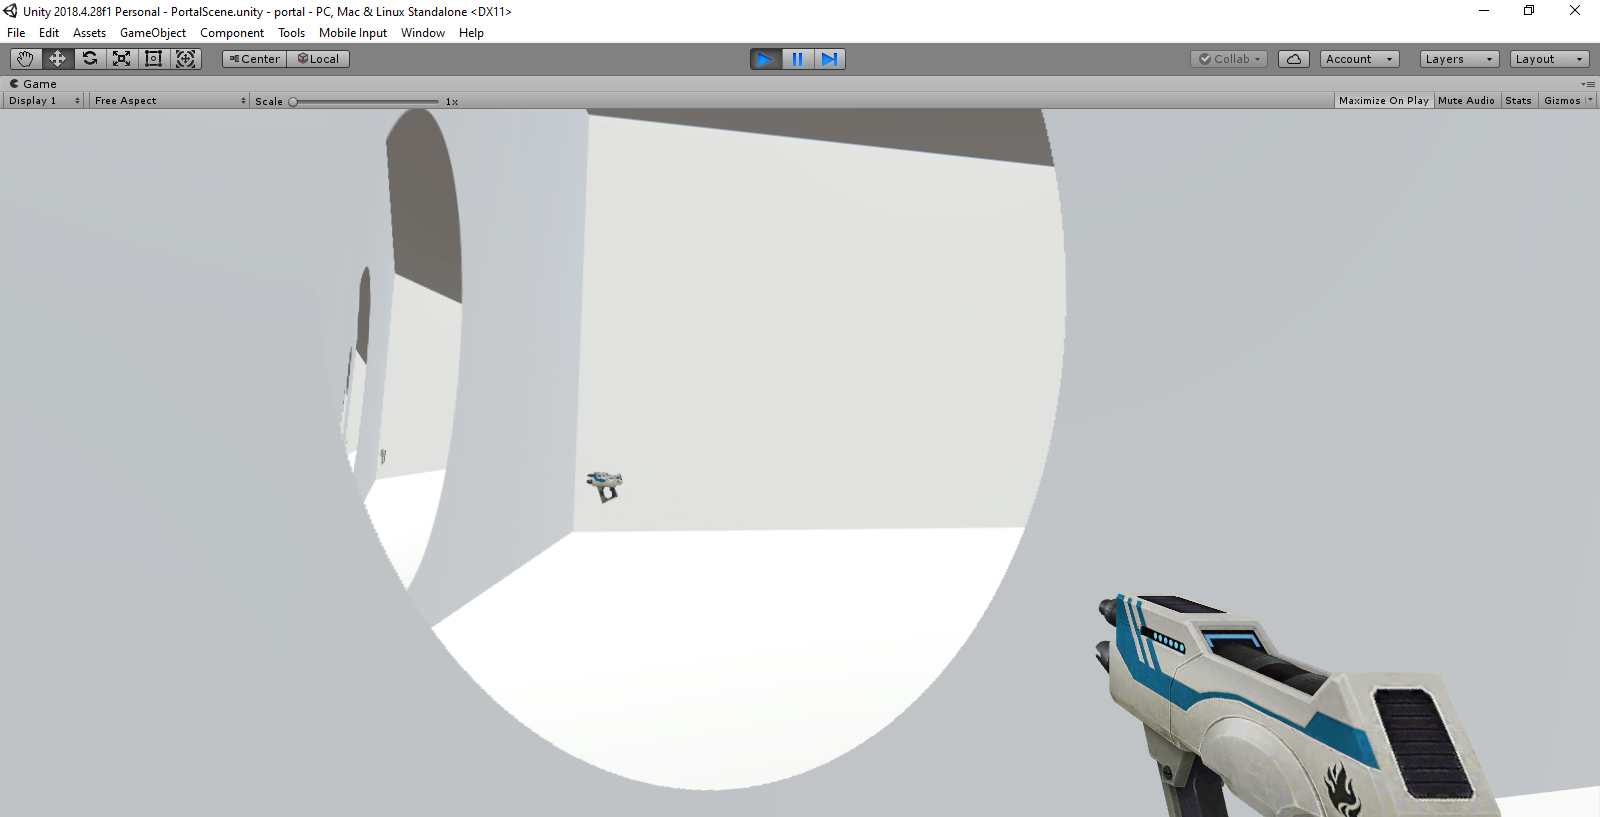 Unity 2018.4.28f1 Personal - PortalScene.unity - portal - PC, Mac & Linux Standalone <DX11>
File Edit Assets GameObject Component Tools Mobile Input Window Help
Center Local Collab Account Layers Layout
Game
Display 1 Free Aspect Scale 1x Maximize On Play Mute Audio Stats Gizmos